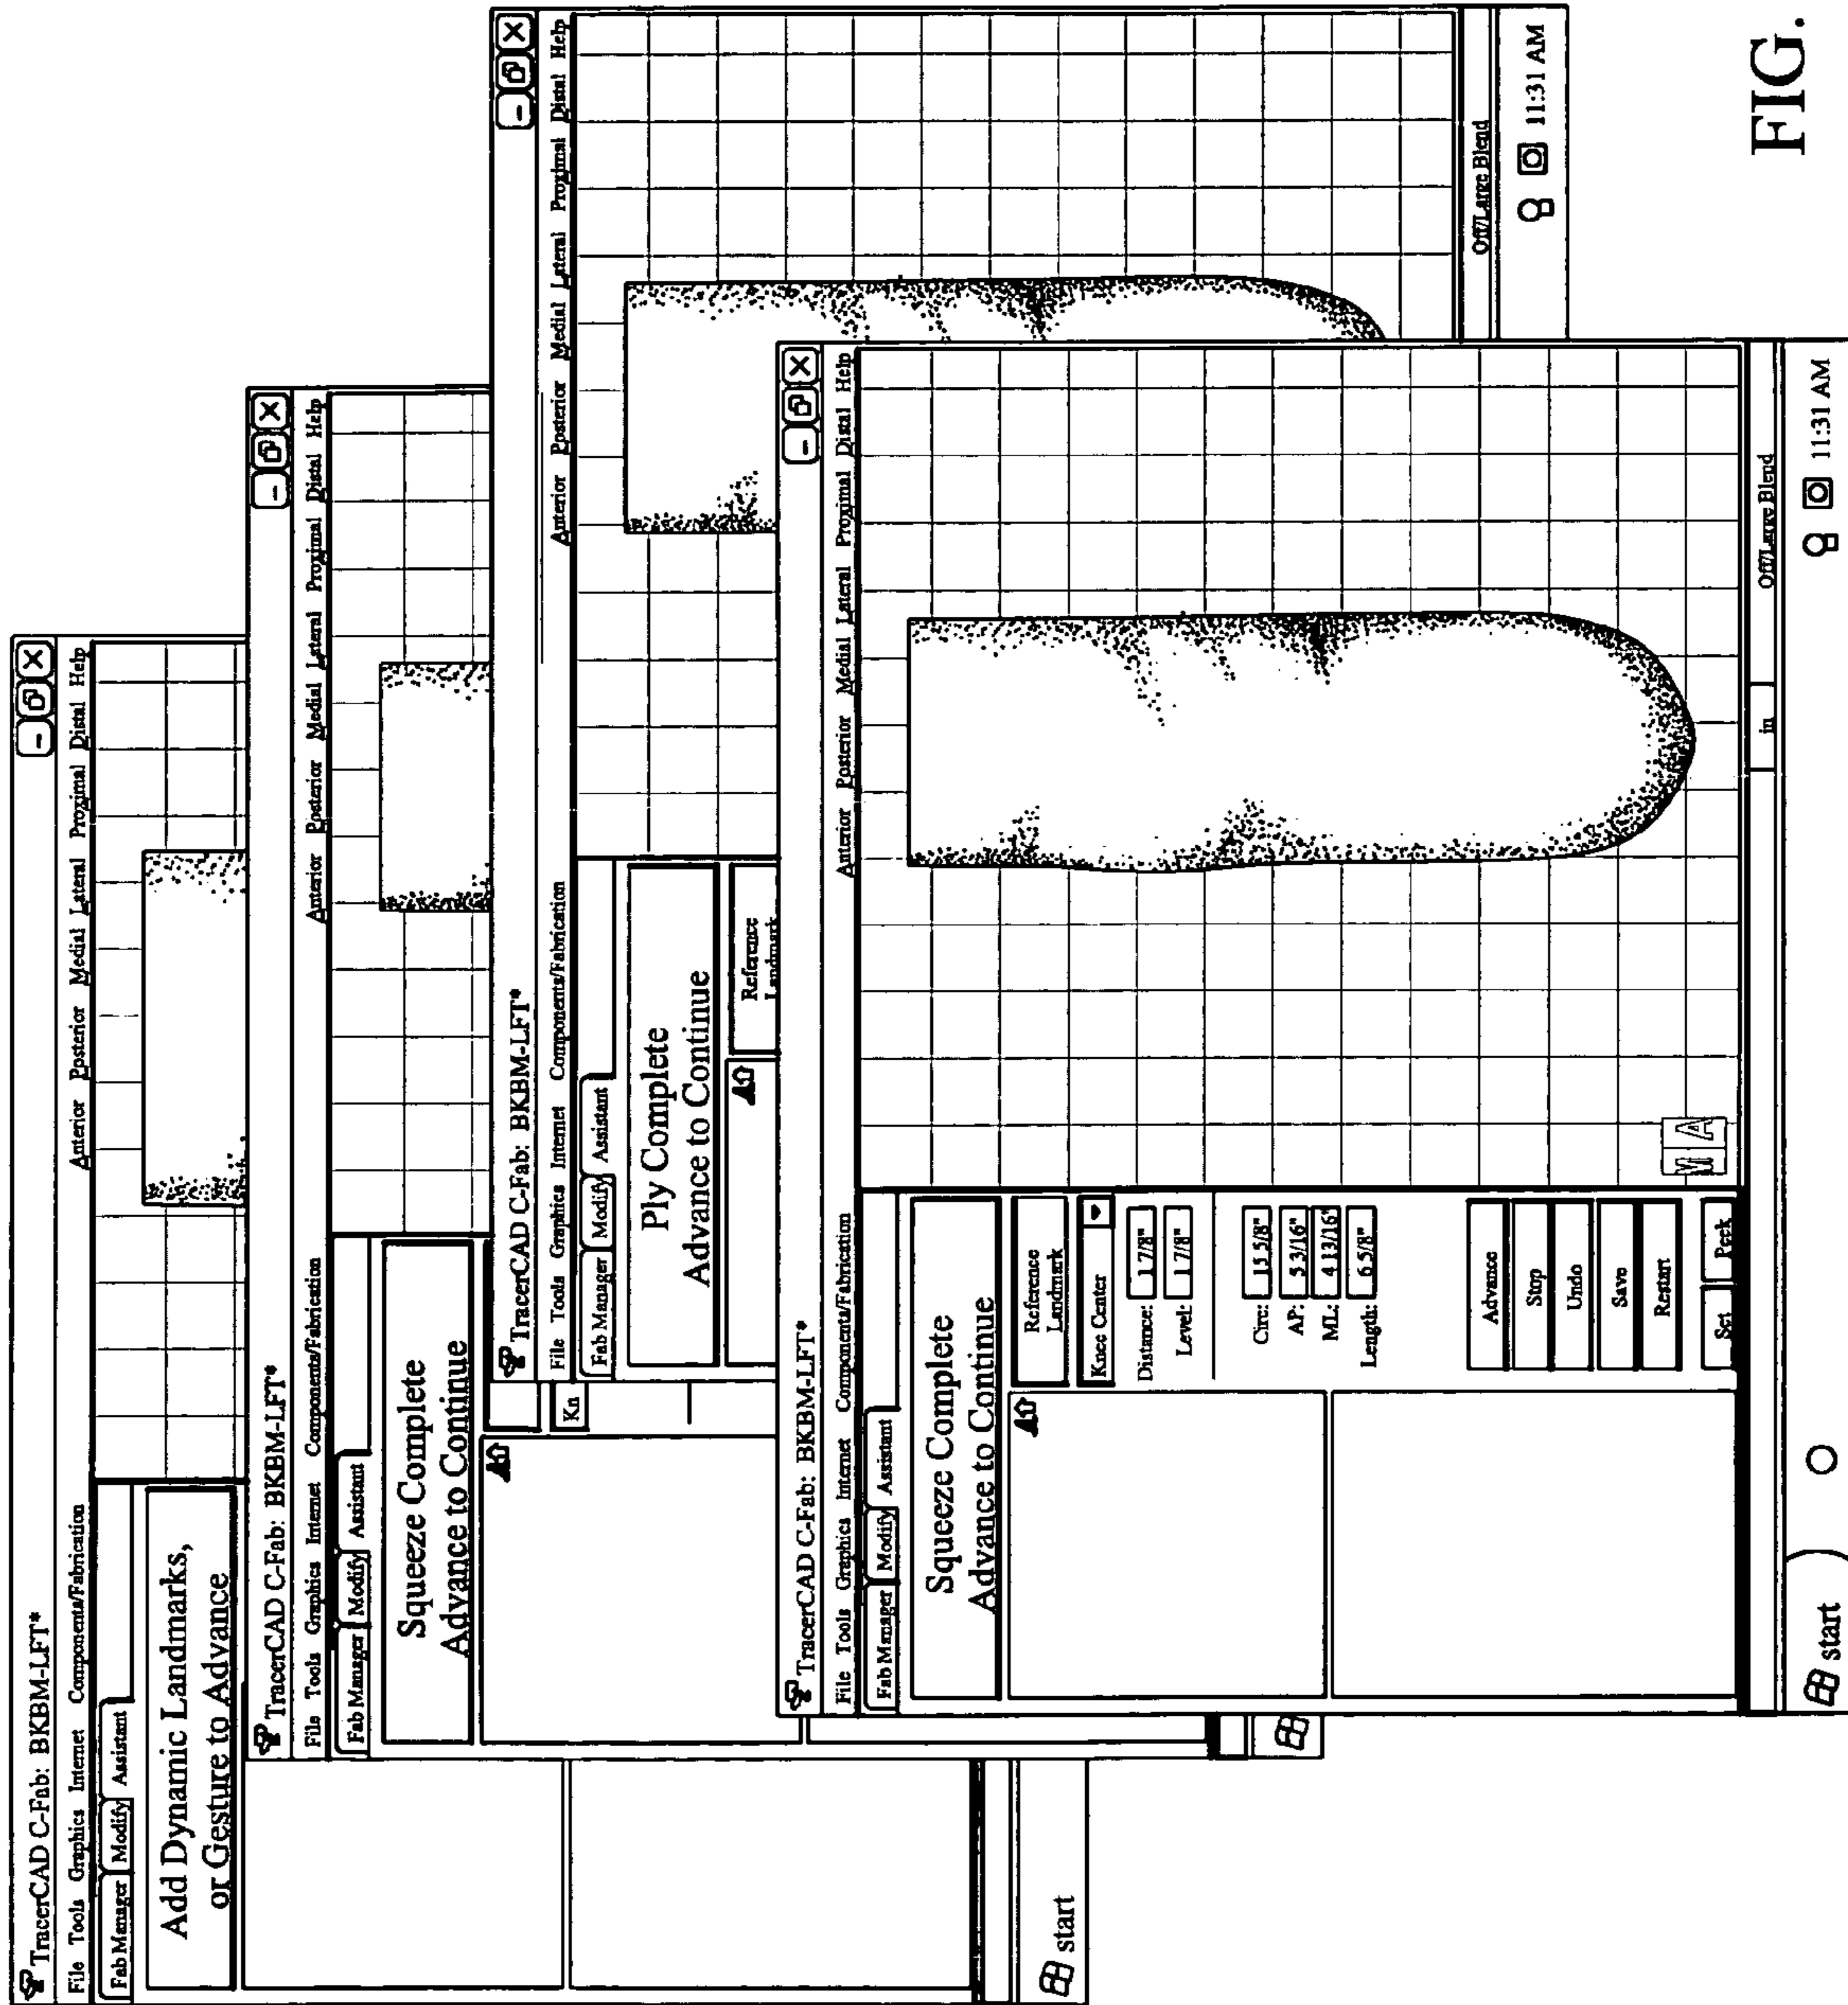 TracerCAD C-Fab: BKBM-LFT*
File Tools Graphics Internet Components/Fabrication Anterior Posterior Medial Lateral Proximal Distal Help
Fab Manager Modify Assistant
Add Dynamic Landmarks,
or Gesture to Advance
start
TracerCAD C-Fab: BKBM-LFT*
File Tools Graphics Internet Components/Fabrication Anterior Posterior Medial Lateral Proximal Distal Help
Fab Manager Modify Assistant
Squeeze Complete
Advance to Continue
Kn
TracerCAD C-Fab: BKBM-LFT*
File Tools Graphics Internet Components/Fabrication Anterior Posterior Medial Lateral Proximal Distal Help
Fab Manager Modify Assistant
Ply Complete
Advance to Continue
Reference
Landmark
Off/Large Blend
11:31 AM
TracerCAD C-Fab: BKBM-LFT*
File Tools Graphics Internet Components/Fabrication Anterior Posterior Medial Lateral Proximal Distal Help
Fab Manager Modify Assistant
Squeeze Complete
Advance to Continue
Reference
Landmark
Knee Center
Distance: 1 7/8"
Level: 1 7/8"
Circ: 15 5/8"
AP: 5 3/16"
ML: 4 13/16"
Length: 6 5/8"
Advance
Stop
Undo
Save
Restart
Set Peek
M A
in Off/Large Blend
start 11:31 AM
FIG.